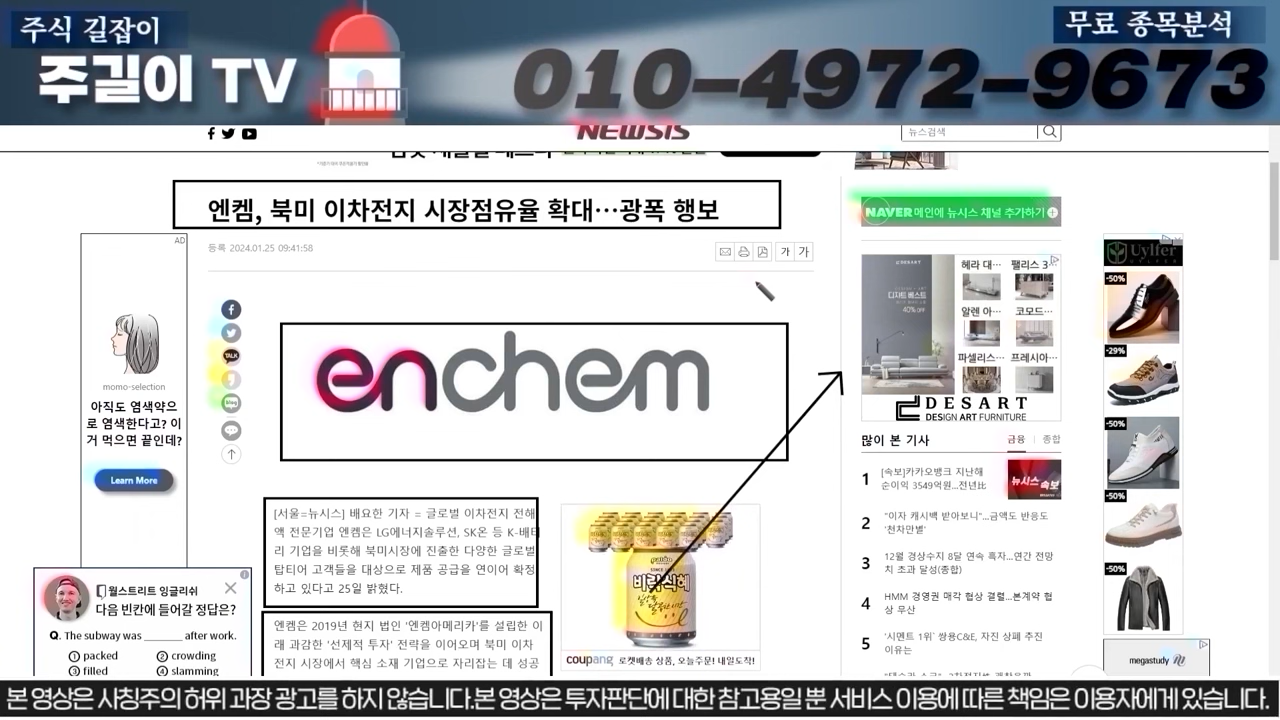 주식 길잡이
주길이 TV
무료 종목분석
010-4972-9673
NEWSIS
뉴스검색
엔켐, 북미 이차전지 시장점유율 확대···광폭 행보
등록 2024.01.25 09:41:58
가 가
AD
momo-selection
아직도 염색약으
로 염색한다고? 이
거 먹으면 끝인데?
Learn More
TALK
blog
enchem
[서울=뉴시스] 배요한 기자 = 글로벌 이차전지 전해
액 전문기업 엔켐은 LG에너지솔루션, SK온 등 K-배터
리 기업을 비롯해 북미시장에 진출한 다양한 글로벌
탑티어 고객들을 대상으로 제품 공급을 연이어 확정
하고 있다고 25일 밝혔다.
엔켐은 2019년 현지 법인 '엔켐아메리카'를 설립한 이
래 과감한 '선제적 투자' 전략을 이어오며 북미 이차
전지 시장에서 핵심 소재 기업으로 자리잡는 데 성공
비락식혜
coupang 로켓배송 상품, 오늘주문! 내일도착!
월스트리트 잉글리쉬
다음 빈칸에 들어갈 정답은?
Q. The subway was ______ after work.
① packed ② crowding
③ filled ④ slamming
NAVER 메인에 뉴시스 채널 추가하기
DESART
디자트 베스트
40% OFF
헤라 대··· 팰리스 3···
알렌 아··· 코모드···
파셀리스··· 프레시아···
DESART
DESIGN ART FURNITURE
많이 본 기사 금융 종합
1 [속보]카카오뱅크 지난해
순이익 3549억원…전년比
뉴시스 속보
2 "이자 캐시백 받아보니"…금액도 반응도
'천차만별'
3 12월 경상수지 8달 연속 흑자…연간 전망
치 초과 달성(종합)
4 HMM 경영권 매각 협상 결렬…본계약 협
상 무산
5 '시멘트 1위' 쌍용C&E, 자진 상폐 추진
이유는
Uylfer
-50%
-29%
-50%
-50%
-50%
megastudy
본 영상은 사칭주의 허위 과장 광고를 하지 않습니다.본 영상은 투자판단에 대한 참고용일 뿐 서비스 이용에 따른 책임은 이용자에게 있습니다.